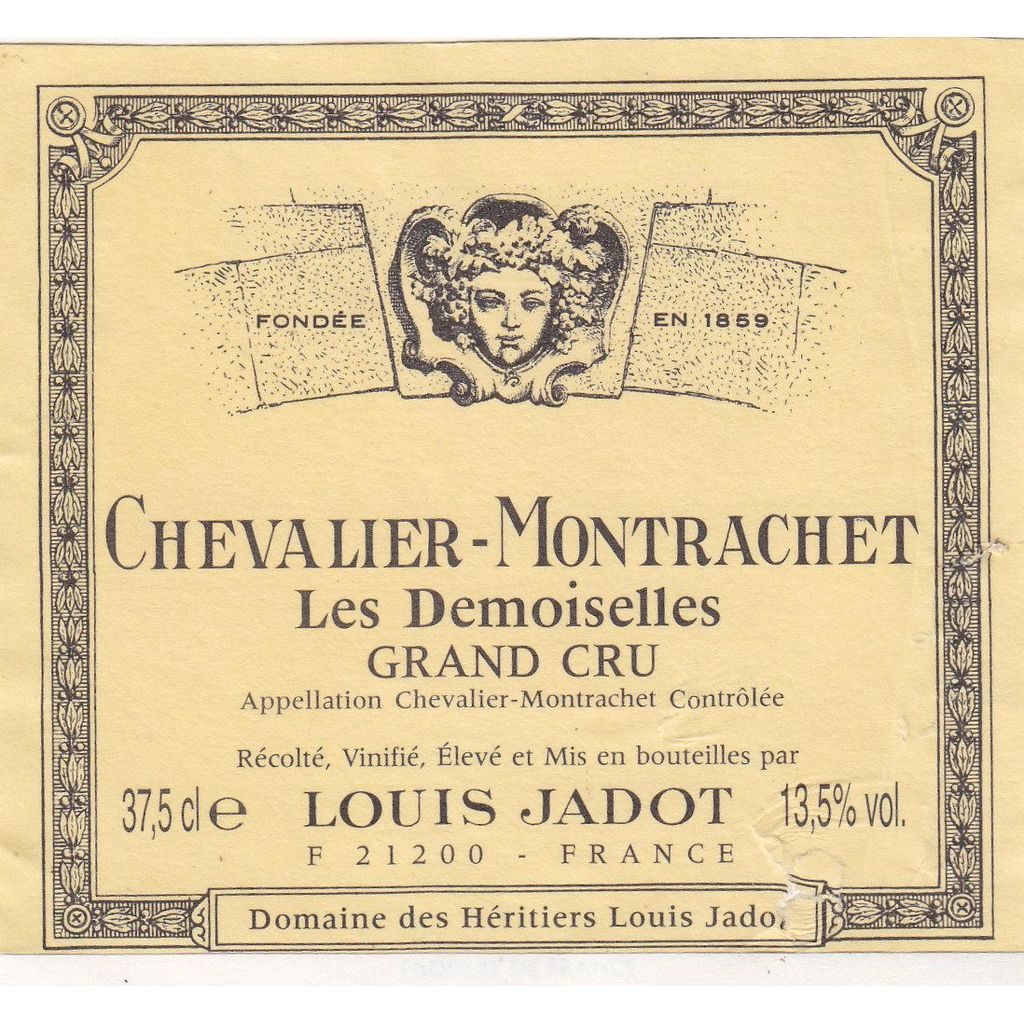 FONDÉE EN 1859
CHEVALIER-MONTRACHET
Les Demoiselles
GRAND CRU
Appellation Chevalier-Montrachet Contrôlée
Récolté, Vinifié, Élevé et Mis en bouteilles par
37,5 cl e LOUIS JADOT 13,5% vol.
F 21200 - FRANCE
Domaine des Héritiers Louis Jadot